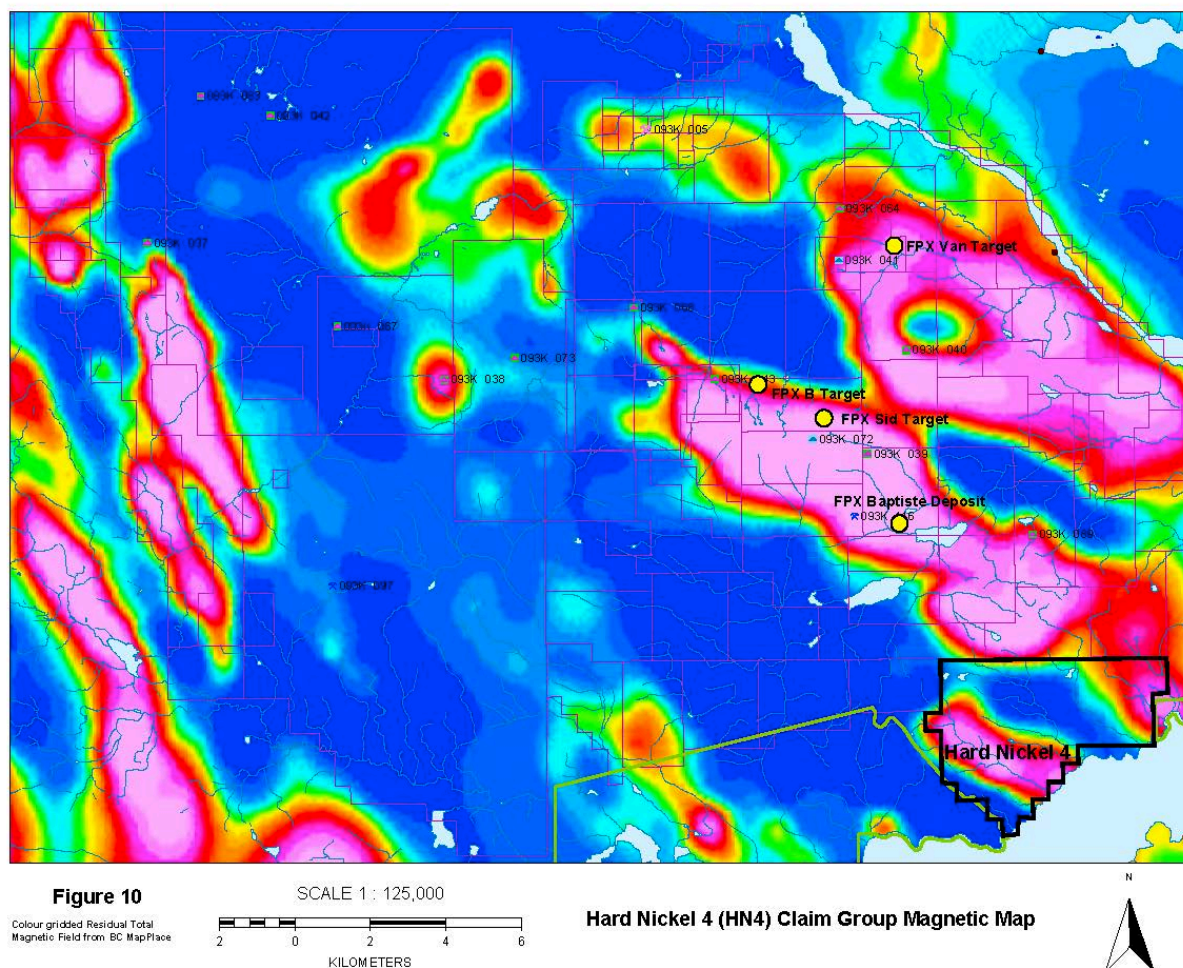 093K 042
093K 005
093K 064
FPX Van Target
093K 041
093K 037
093K 040
093K 073
093K 038
FPX B Target
FPX Sid Target
093K 072
093K 039
FPX Baptiste Deposit
093K 097
Hard Nickel 4
Figure 10
Colour gridded Residual Total
Magnetic Field from BC MapPlace
SCALE 1 : 125,000
2 0 2 4 6
KILOMETERS
Hard Nickel 4 (HN4) Claim Group Magnetic Map
N